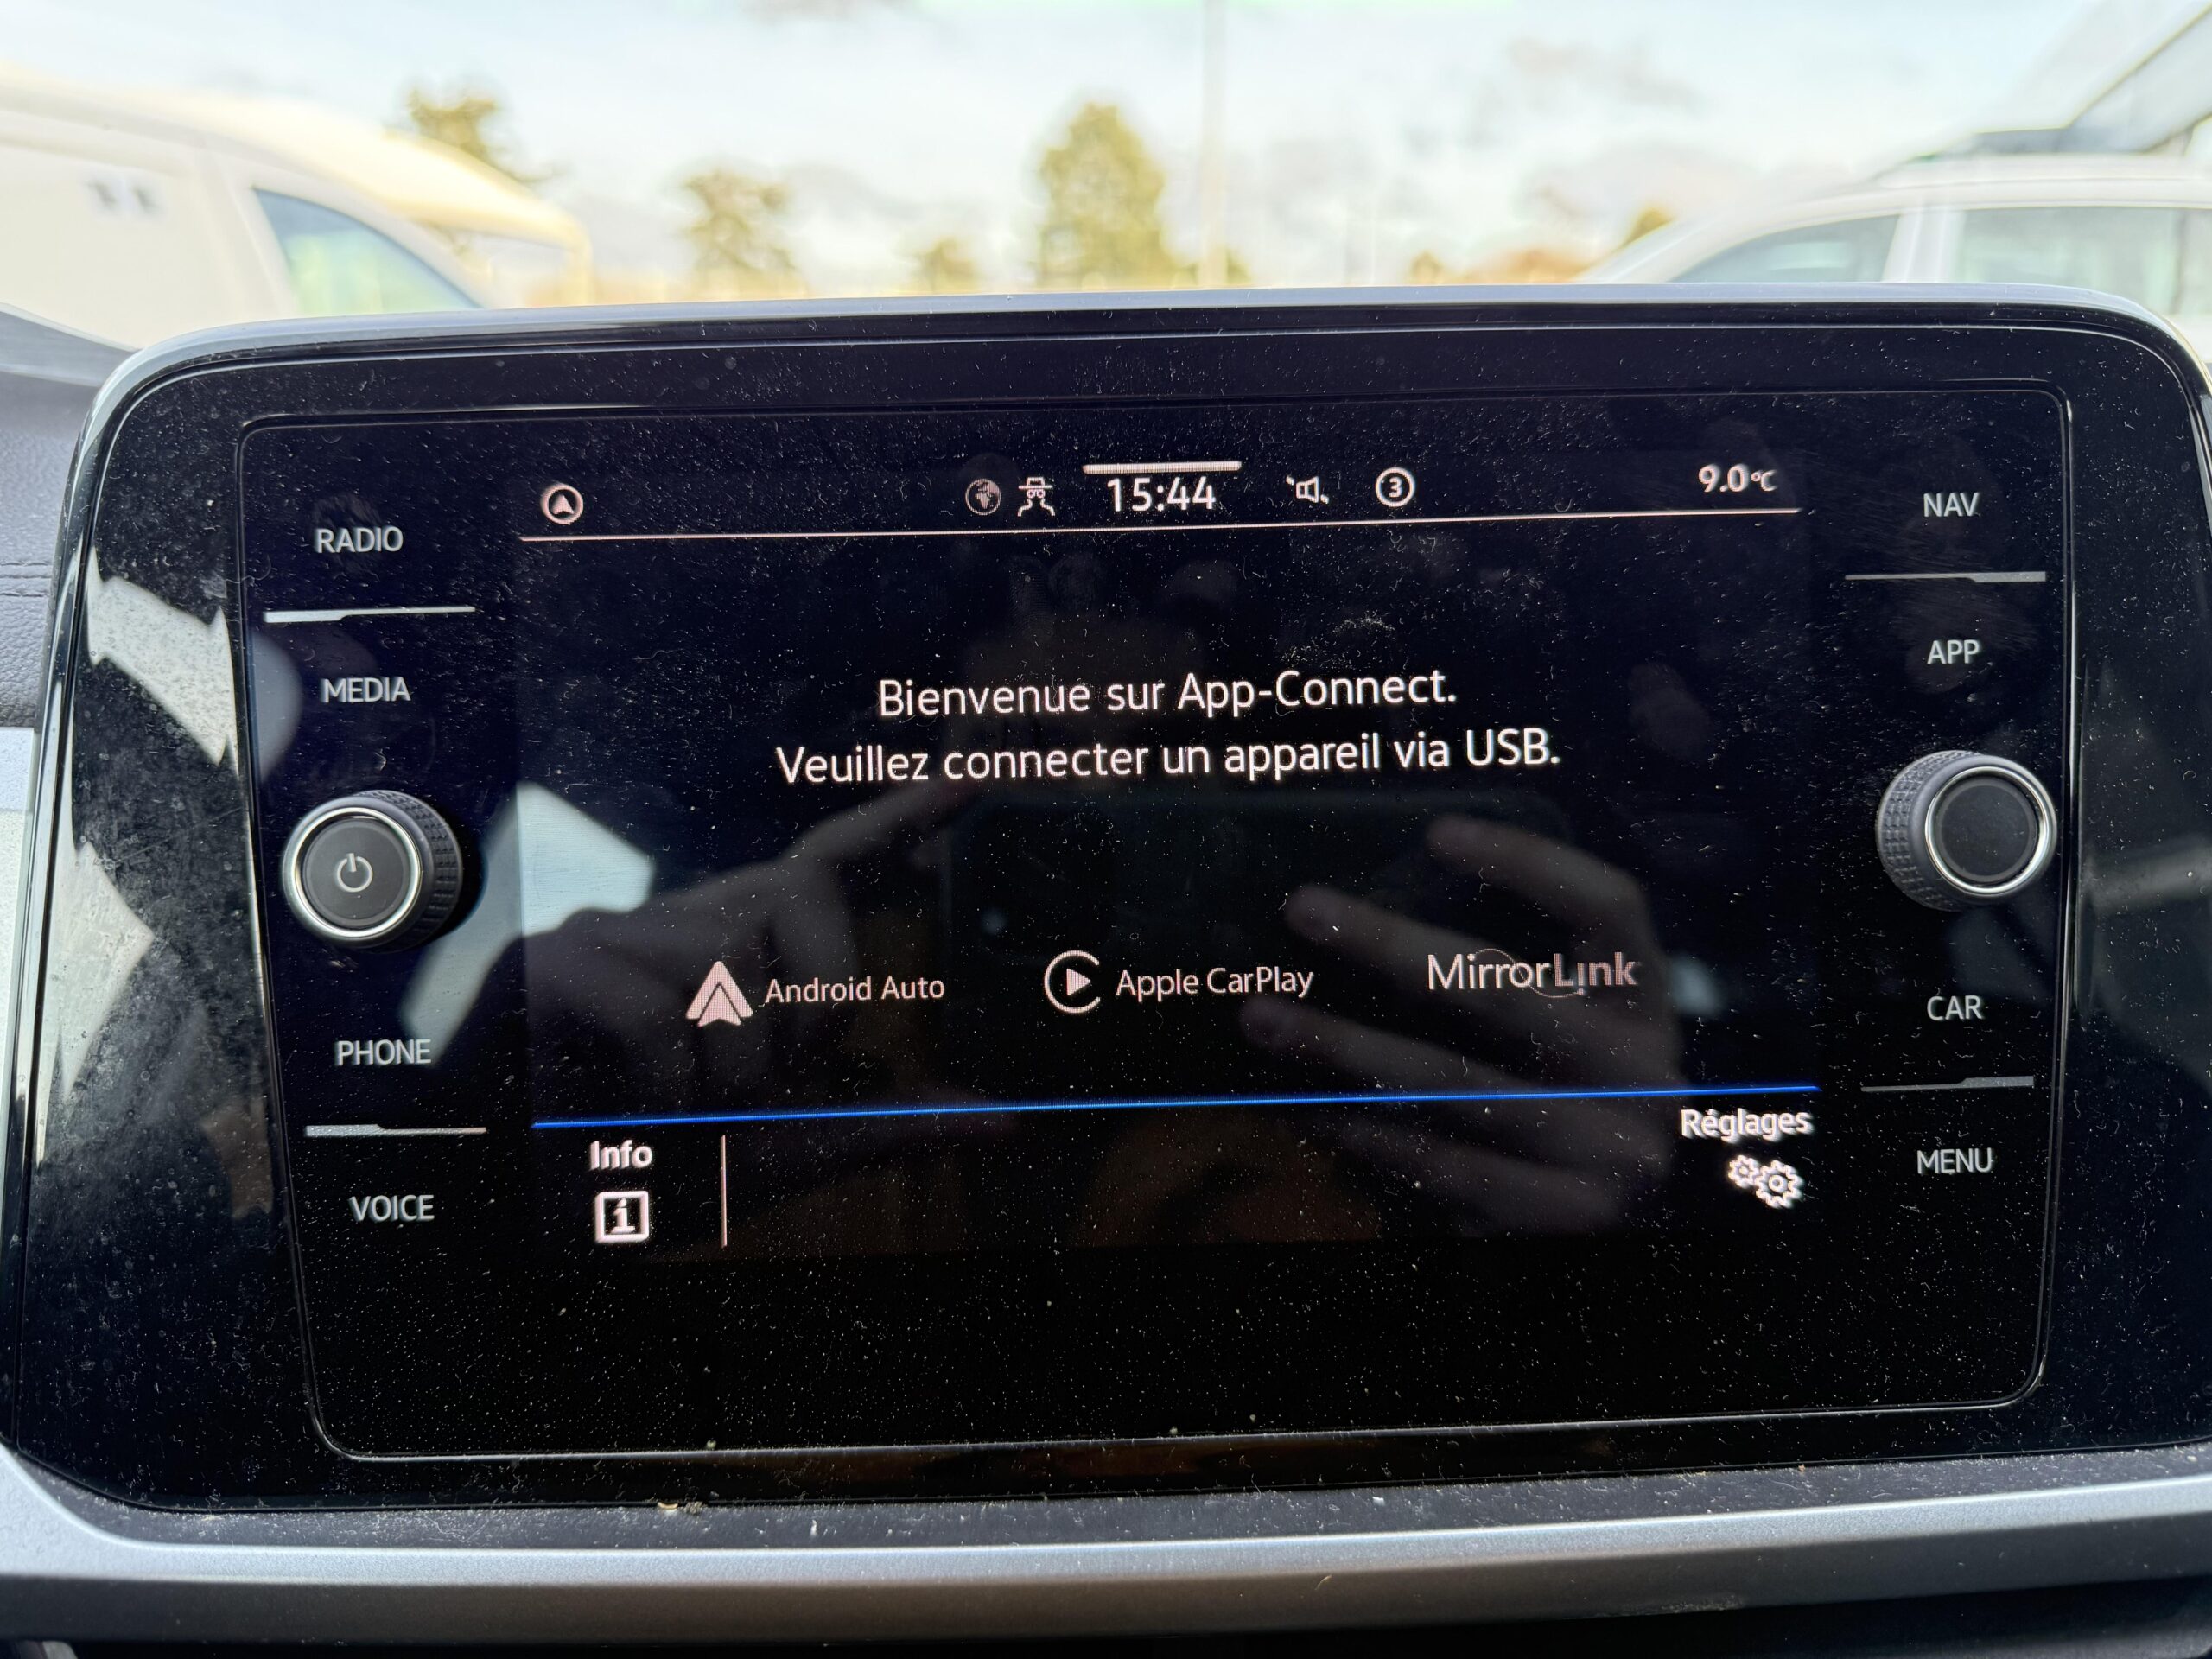 RADIO
MEDIA
PHONE
VOICE
15:44
3
9.0°C
Bienvenue sur App-Connect.
Veuillez connecter un appareil via USB.
Android Auto
Apple CarPlay
MirrorLink
Info
i
Réglages
NAV
APP
CAR
MENU